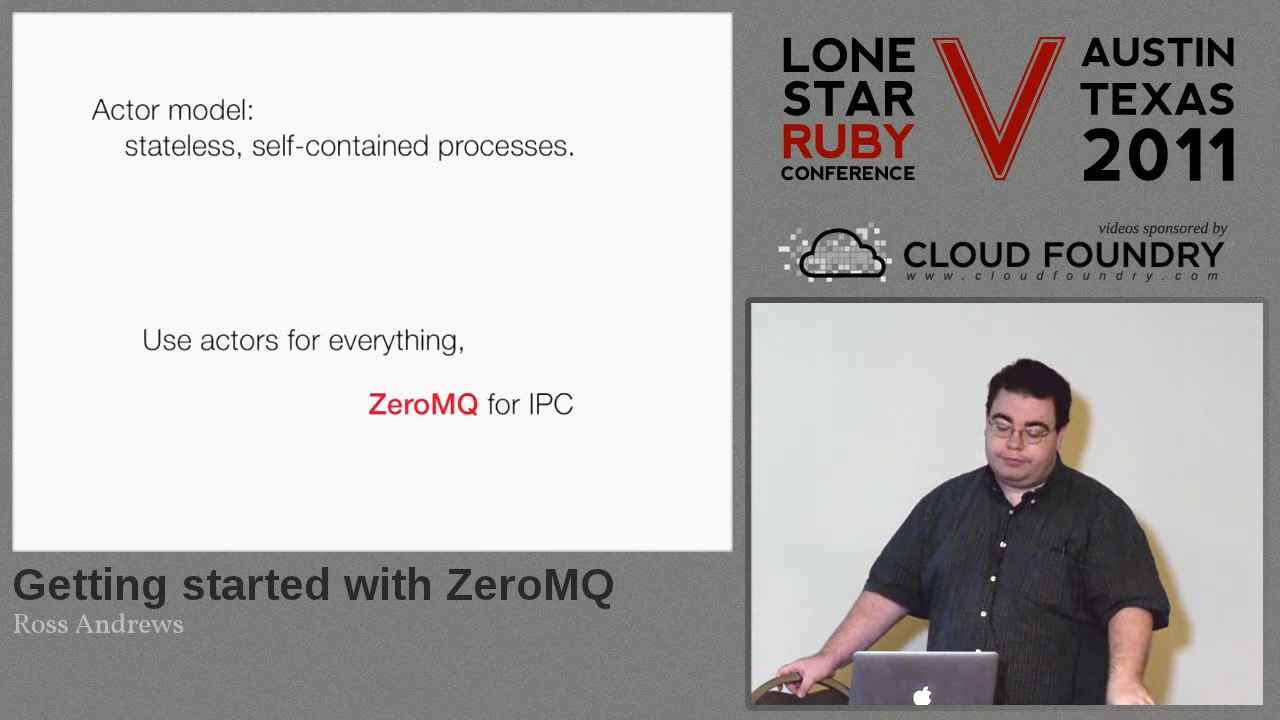 Actor model:
stateless, self-contained processes.
Use actors for everything,
ZeroMQ for IPC
Getting started with ZeroMQ
Ross Andrews
LONE
STAR
RUBY
CONFERENCE
V
AUSTIN
TEXAS
2011
videos sponsored by
CLOUD FOUNDRY
www.cloudfoundry.com